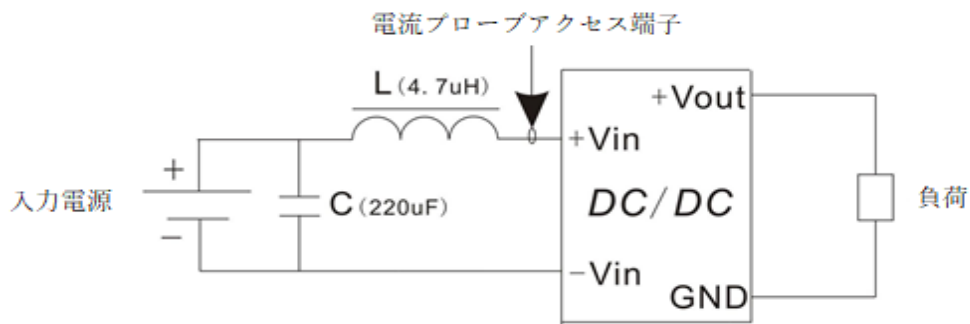 電流プローブアクセス端子
L(4.7uH)
+Vout
+Vin
+
入力電源
C(220uF)
DC/DC
負荷
−
−Vin
GND